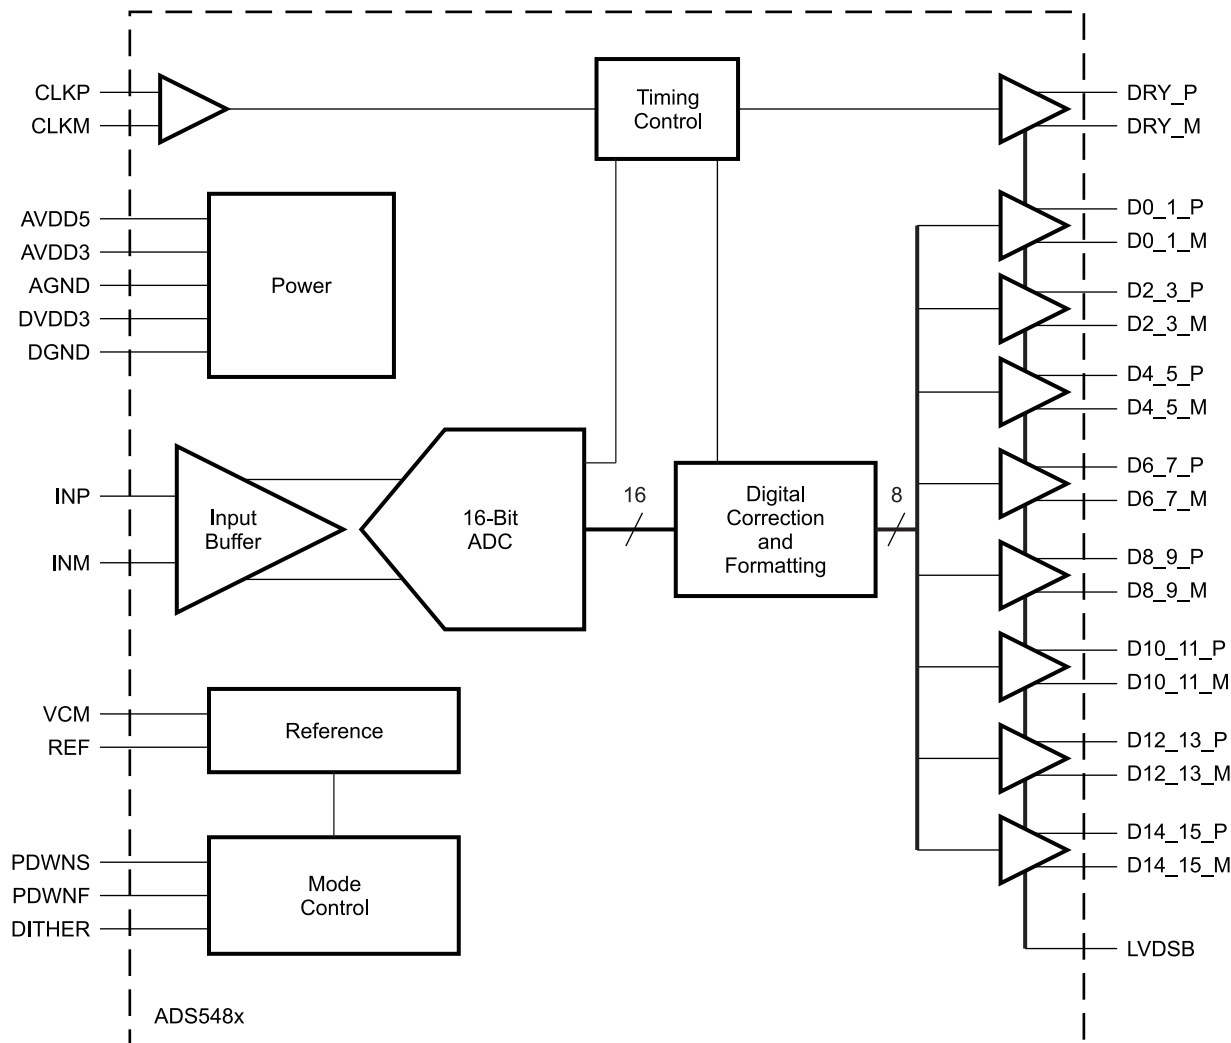 CLKP
CLKM
Timing
Control
DRY_P
DRY_M
AVDD5
AVDD3
AGND
DVDD3
DGND
Power
D0_1_P
D0_1_M
D2_3_P
D2_3_M
D4_5_P
D4_5_M
INP
INM
Input
Buffer
16-Bit
ADC
16
Digital
Correction
and
Formatting
8
D6_7_P
D6_7_M
D8_9_P
D8_9_M
D10_11_P
D10_11_M
VCM
REF
Reference
D12_13_P
D12_13_M
PDWNS
PDWNF
DITHER
Mode
Control
D14_15_P
D14_15_M
LVDSB
ADS548x